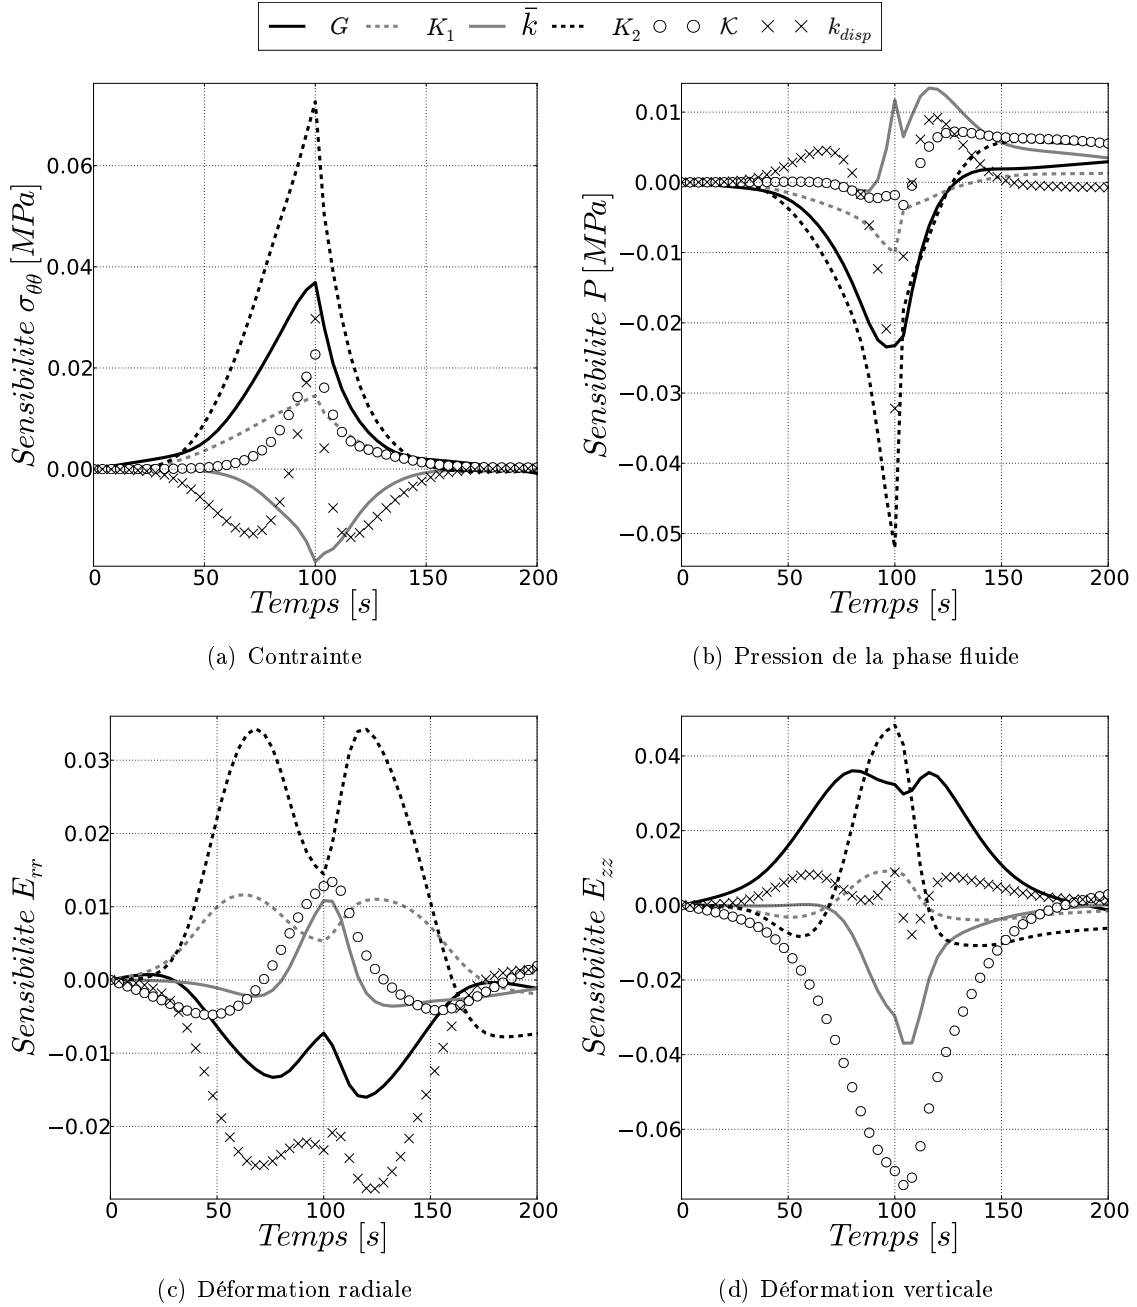 G K₁ k̄ K₂ 𝒦 k_disp
Sensibilite σ_θθ [MPa]
0.06
0.04
0.02
0.00
0 50 100 150 200
Temps [s]
(a) Contrainte
Sensibilite P [MPa]
0.01
0.00
−0.01
−0.02
−0.03
−0.04
−0.05
0 50 100 150 200
Temps [s]
(b) Pression de la phase fluide
Sensibilite E_rr
0.03
0.02
0.01
0.00
−0.01
−0.02
0 50 100 150 200
Temps [s]
(c) Déformation radiale
Sensibilite E_zz
0.04
0.02
0.00
−0.02
−0.04
−0.06
0 50 100 150 200
Temps [s]
(d) Déformation verticale